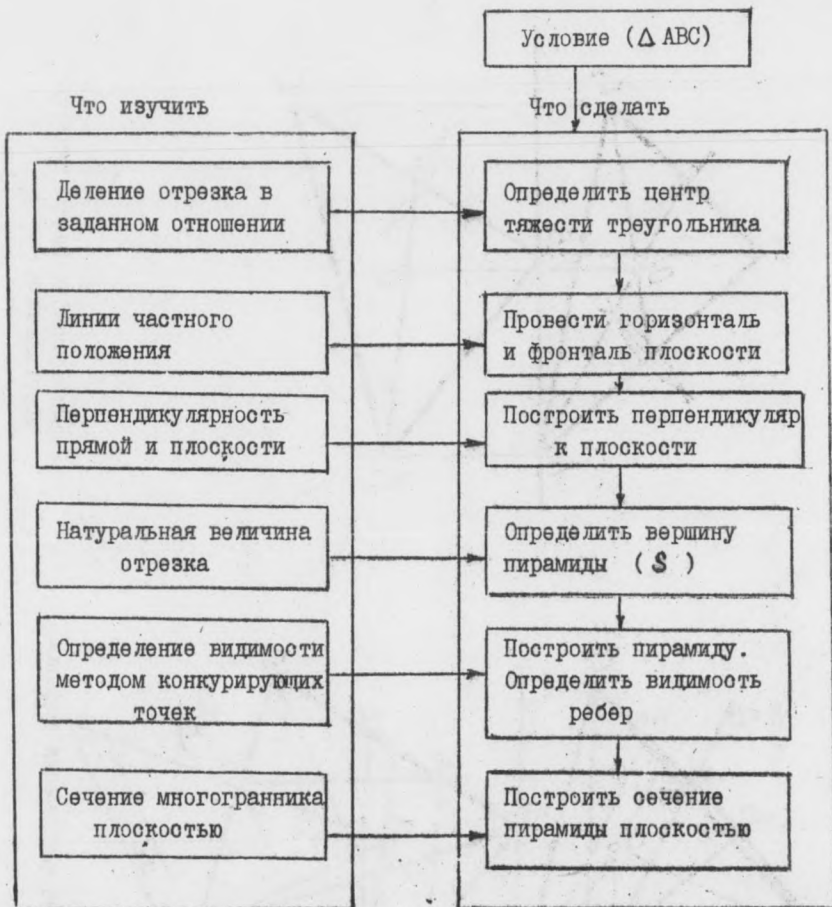 Условие (Δ ABC)
Что изучить
Что сделать
Деление отрезка в
заданном отношении
Определить центр
тяжести треугольника
Линии частного
положения
Провести горизонталь
и фронталь плоскости
Перпендикулярность
прямой и плоскости
Построить перпендикуляр
к плоскости
Натуральная величина
отрезка
Определить вершину
пирамиды (S)
Определение видимости
методом конкурирующих
точек
Построить пирамиду.
Определить видимость
ребер
Сечение многогранника
плоскостью
Построить сечение
пирамиды плоскостью